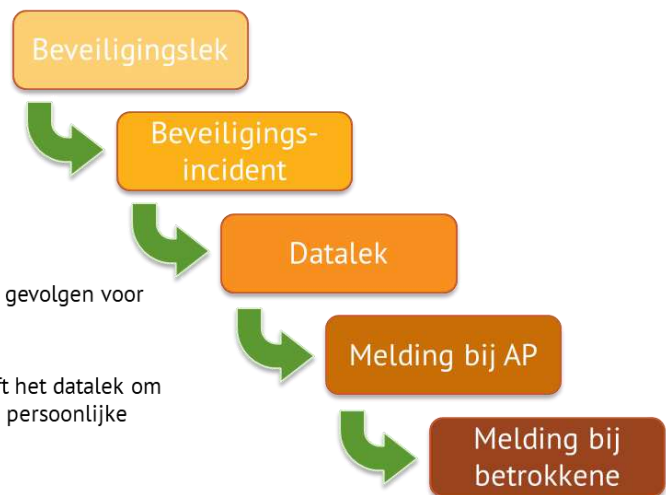 Beveiligingslek
Beveiligings-
incident
Datalek
gevolgen voor
Melding bij AP
ft het datalek om
persoonlijke
Melding bij
betrokkene